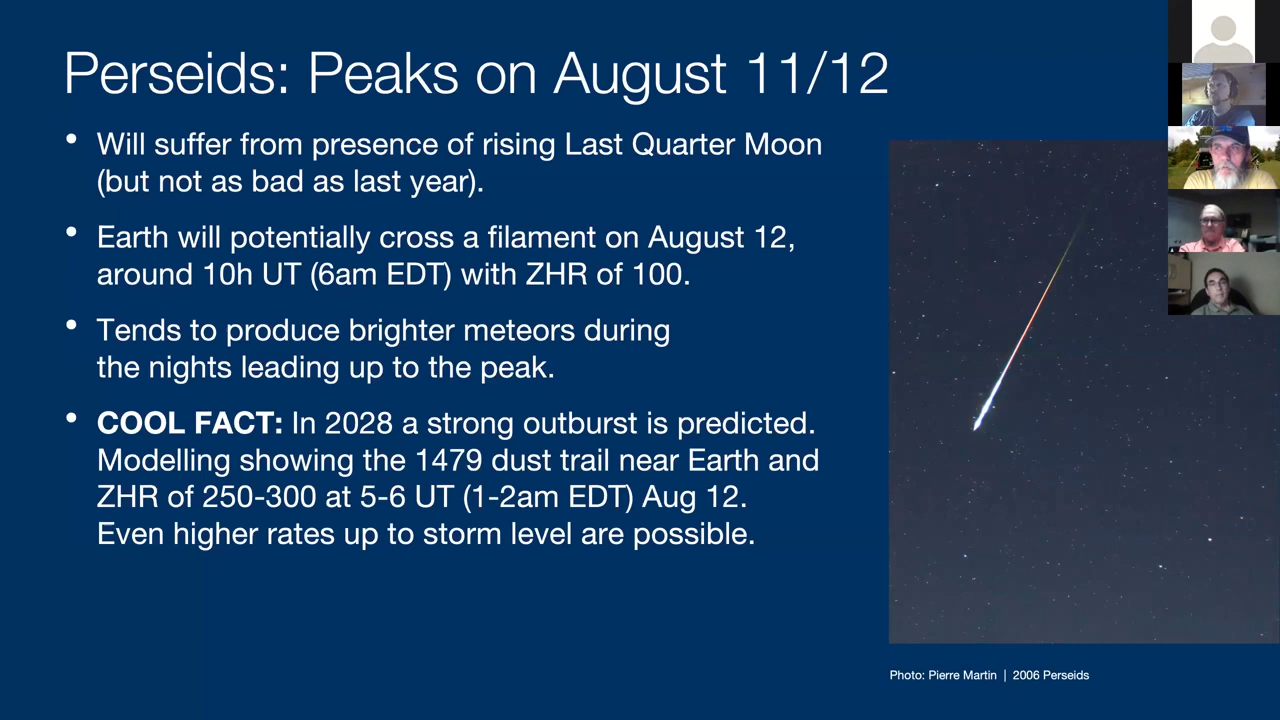 Perseids: Peaks on August 11/12
• Will suffer from presence of rising Last Quarter Moon
(but not as bad as last year).
• Earth will potentially cross a filament on August 12,
around 10h UT (6am EDT) with ZHR of 100.
• Tends to produce brighter meteors during
the nights leading up to the peak.
• COOL FACT: In 2028 a strong outburst is predicted.
Modelling showing the 1479 dust trail near Earth and
ZHR of 250-300 at 5-6 UT (1-2am EDT) Aug 12.
Even higher rates up to storm level are possible.
Photo: Pierre Martin | 2006 Perseids